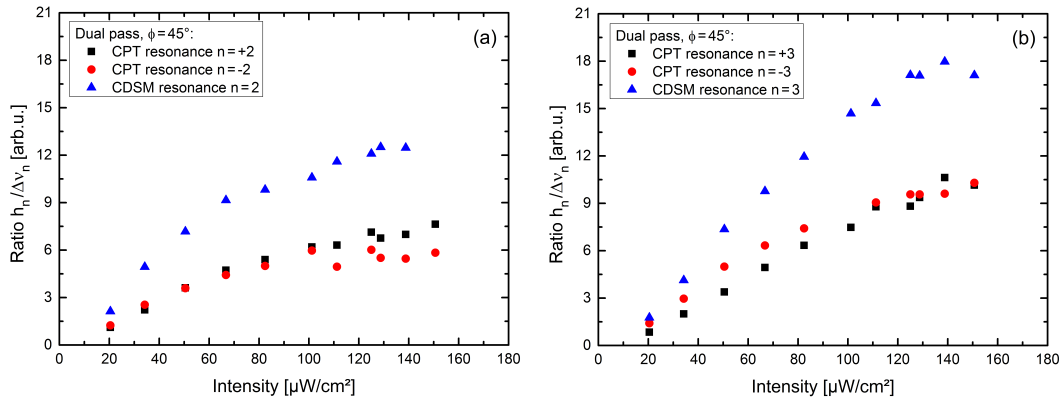 Dual pass, ϕ = 45°:
CPT resonance n = +2
CPT resonance n = -2
CDSM resonance n = 2
(a)
21
18
15
12
9
6
3
0
Ratio hₙ/Δνₙ [arb.u.]
0 20 40 60 80 100 120 140 160 180
Intensity [µW/cm²]
Dual pass, ϕ = 45°:
CPT resonance n = +3
CPT resonance n = -3
CDSM resonance n = 3
(b)
21
18
15
12
9
6
3
0
Ratio hₙ/Δνₙ [arb.u.]
0 20 40 60 80 100 120 140 160 180
Intensity [µW/cm²]